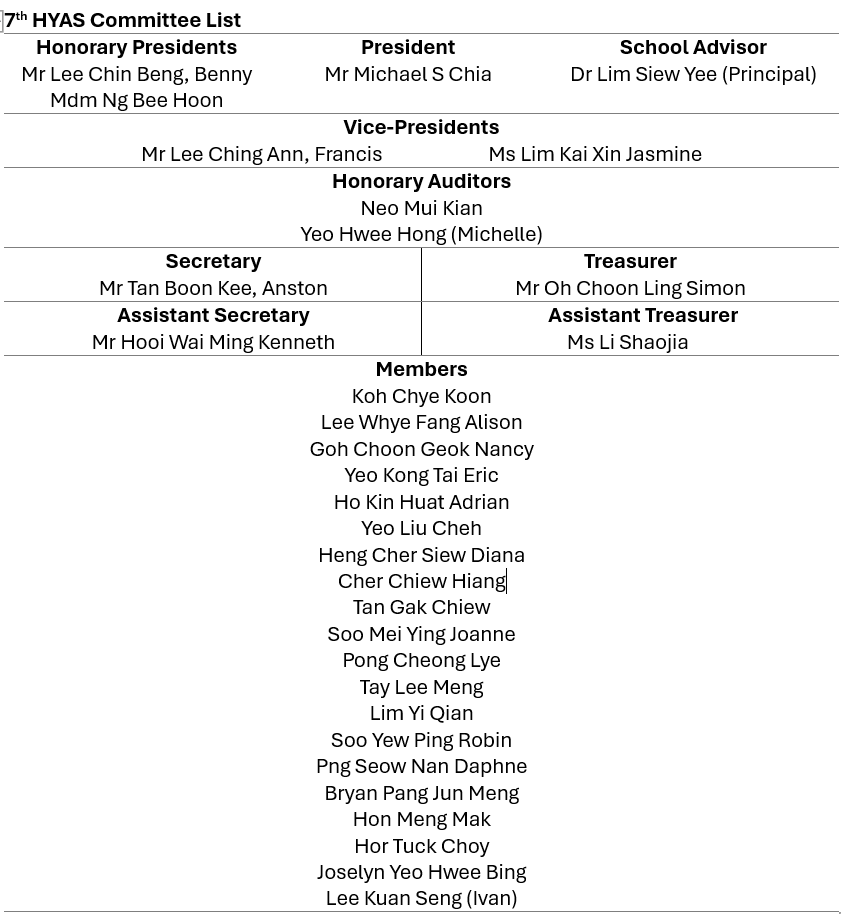 7th HYAS Committee List
Honorary Presidents
Mr Lee Chin Beng, Benny
Mdm Ng Bee Hoon
President
Mr Michael S Chia
School Advisor
Dr Lim Siew Yee (Principal)
Vice-Presidents
Mr Lee Ching Ann, Francis
Ms Lim Kai Xin Jasmine
Honorary Auditors
Neo Mui Kian
Yeo Hwee Hong (Michelle)
Secretary
Mr Tan Boon Kee, Anston
Treasurer
Mr Oh Choon Ling Simon
Assistant Secretary
Mr Hooi Wai Ming Kenneth
Assistant Treasurer
Ms Li Shaojia
Members
Koh Chye Koon
Lee Whye Fang Alison
Goh Choon Geok Nancy
Yeo Kong Tai Eric
Ho Kin Huat Adrian
Yeo Liu Cheh
Heng Cher Siew Diana
Cher Chiew Hiang
Tan Gak Chiew
Soo Mei Ying Joanne
Pong Cheong Lye
Tay Lee Meng
Lim Yi Qian
Soo Yew Ping Robin
Png Seow Nan Daphne
Bryan Pang Jun Meng
Hon Meng Mak
Hor Tuck Choy
Joselyn Yeo Hwee Bing
Lee Kuan Seng (Ivan)